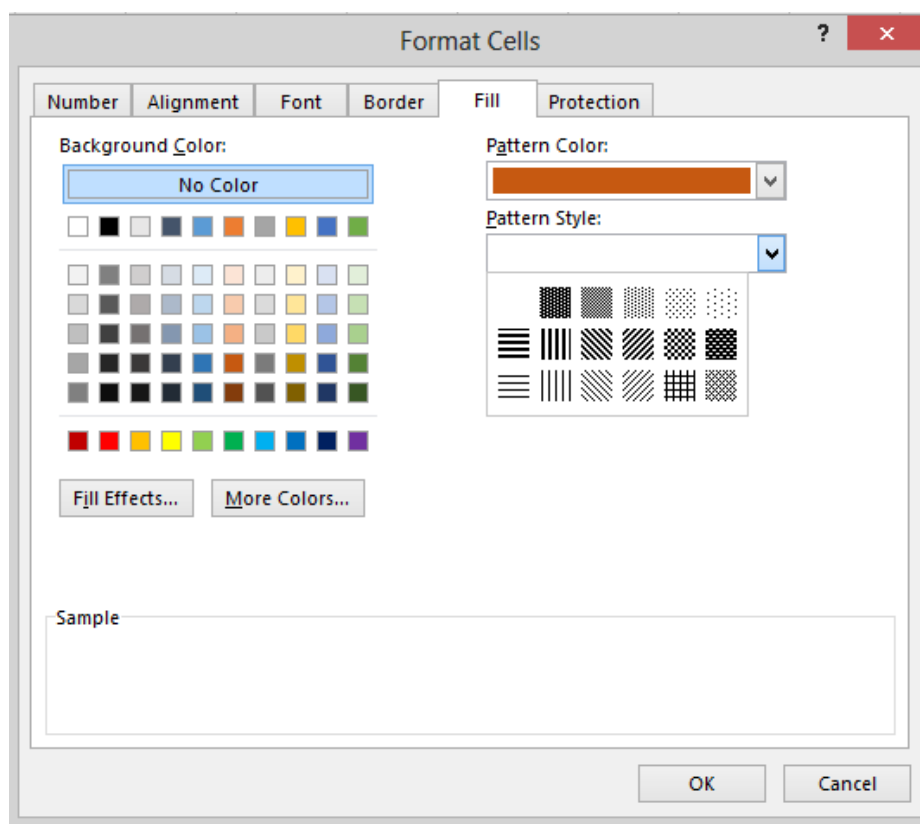 Format Cells
?
Number Alignment Font Border Fill Protection
Background Color:
No Color
Pattern Color:
Pattern Style:
Fill Effects...
More Colors...
Sample
OK
Cancel